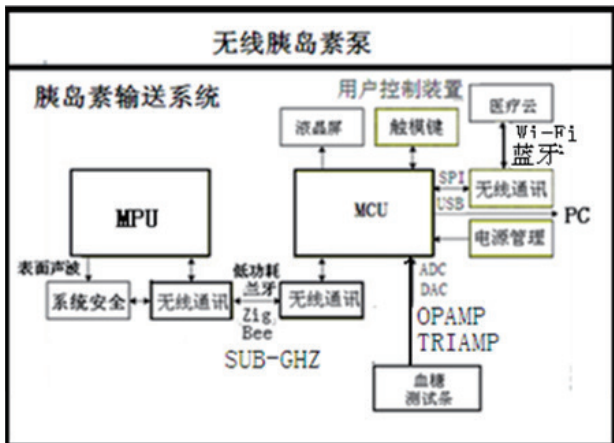 无线胰岛素泵
胰岛素输送系统
用户控制装置
液晶屏
触模键
医疗云
Wi-Fi
蓝牙
MPU
MCU
SPI
无线通讯
USB
PC
电源管理
表面声波
系统安全
无线通讯
低功耗
兰牙
Zig
Bee
无线通讯
SUB-GHZ
ADC
DAC
OPAMP
TRIAMP
血糖
测试条